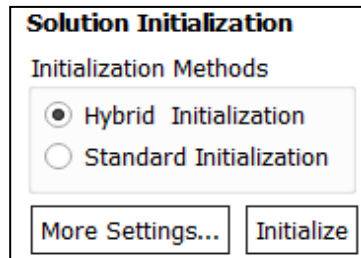 Solution Initialization
Initialization Methods
Hybrid Initialization
Standard Initialization
More Settings... Initialize